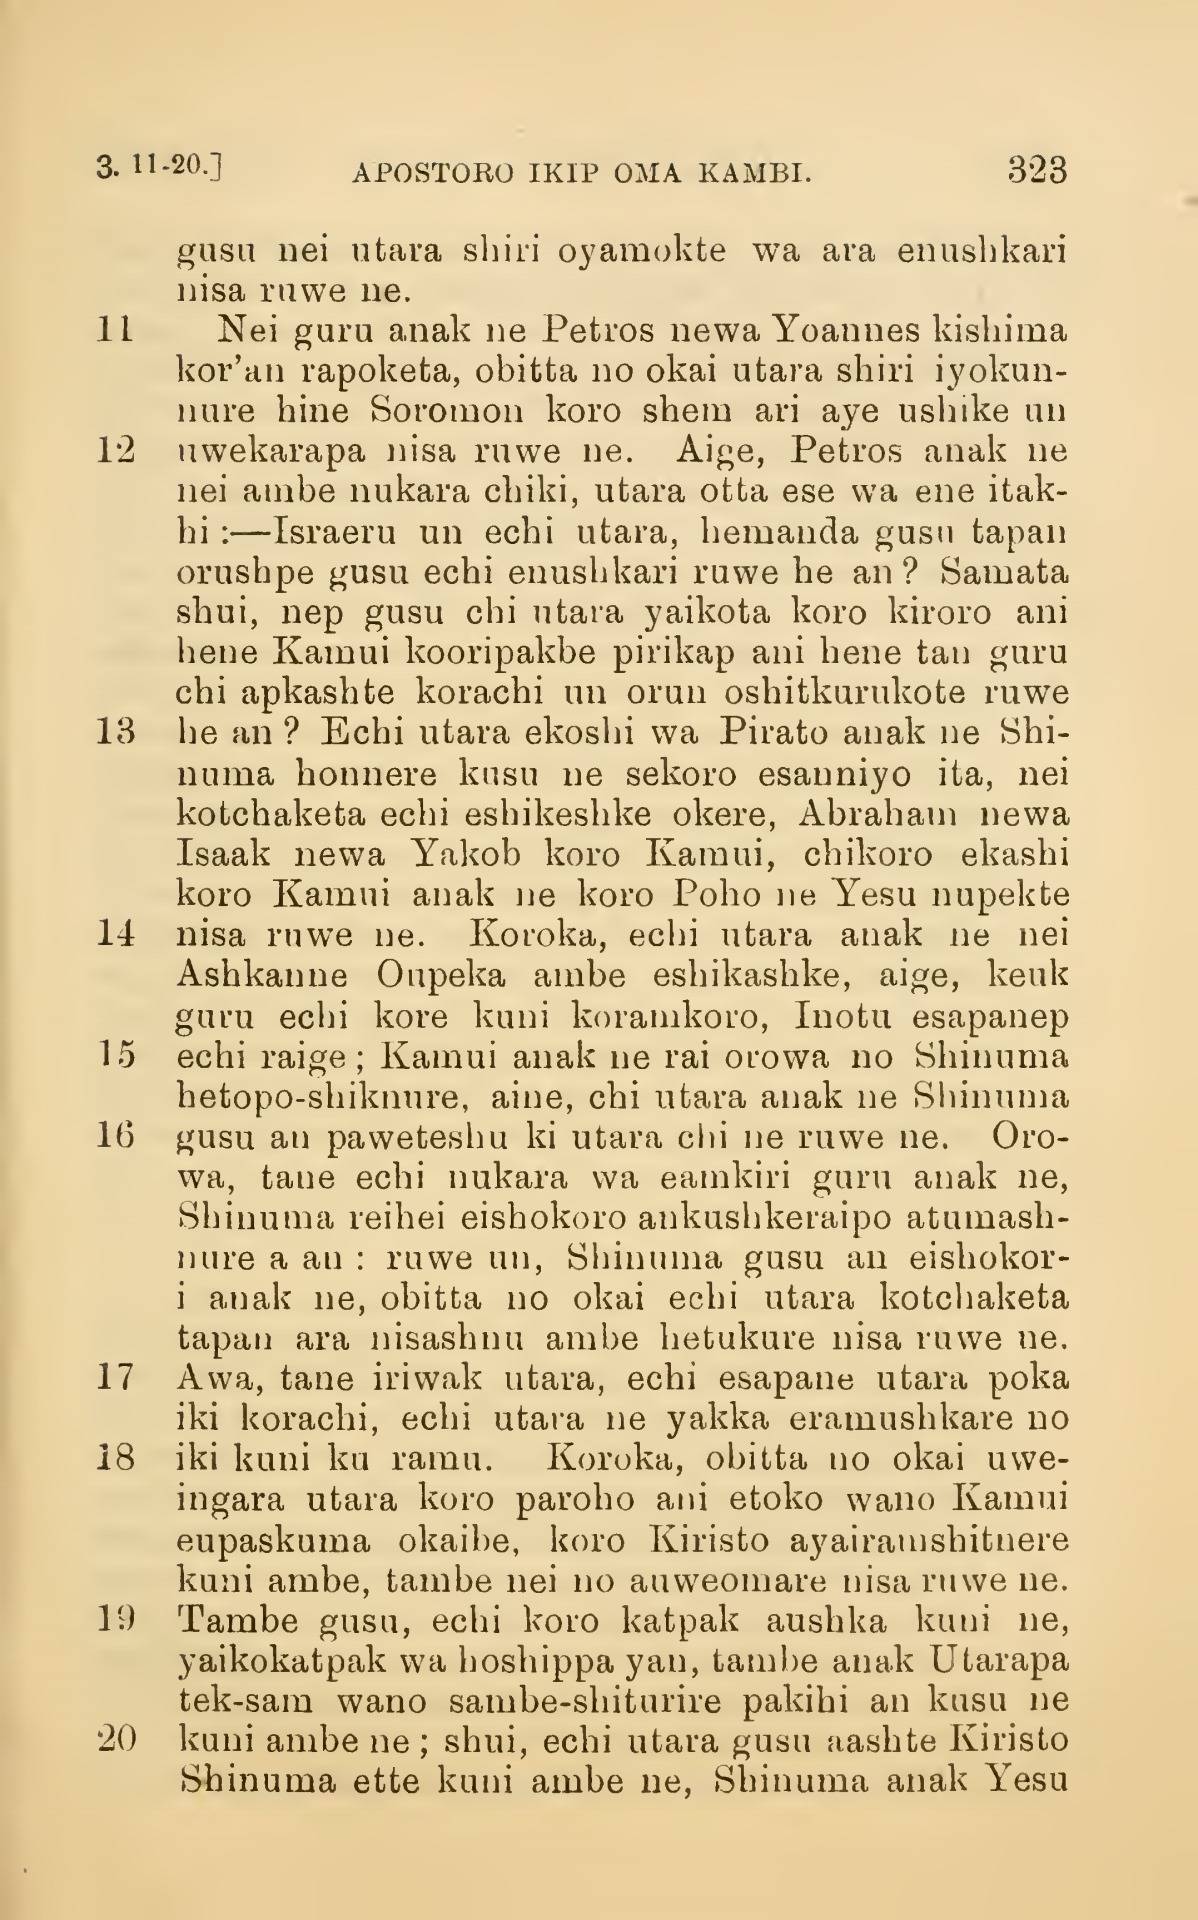 3. 11-20.] APOSTORO IKIP OMA KAMBI. 323
gusu nei utara shiri oyamokte wa ara enushkari
nisa ruwe ne.
11 Nei guru anak ne Petros newa Yoannes kishima
kor'an rapoketa, obitta no okai utara shiri iyokun-
nure hine Soromon koro shem ari aye ushike un
12 uwekarapa nisa ruwe ne. Aige, Petros anak ne
nei ambe nukara chiki, utara otta ese wa ene itak-
hi :—Israeru un echi utara, hemanda gusu tapan
orushpe gusu echi enushkari ruwe he an? Samata
shui, nep gusu chi utara yaikota koro kiroro ani
hene Kamui kooripakbe pirikap ani hene tan guru
chi apkashte korachi un orun oshitkurukote ruwe
13 he an? Echi utara ekoshi wa Pirato anak ne Shi-
numa honnere kusu ne sekoro esanniyo ita, nei
kotchaketa echi eshikeshke okere, Abraham newa
Isaak newa Yakob koro Kamui, chikoro ekashi
koro Kamui anak ne koro Poho ne Yesu nupekte
14 nisa ruwe ne. Koroka, echi utara anak ne nei
Ashkanne Oupeka ambe eshikashke, aige, keuk
guru echi kore kuni koramkoro, Inotu esapanep
15 echi raige; Kamui anak ne rai orowa no Shinuma
hetopo-shiknure, aine, chi utara anak ne Shinuma
16 gusu an paweteshu ki utara chi ne ruwe ne. Oro-
wa, tane echi nukara wa eamkiri guru anak ne,
Shinuma reihei eishokoro ankushkeraipo atumash-
nure a an : ruwe un, Shinuma gusu an eishokor-
i anak ne, obitta no okai echi utara kotchaketa
tapan ara nisashnu ambe hetukure nisa ruwe ne.
17 Awa, tane iriwak utara, echi esapane utara poka
iki korachi, echi utara ne yakka eramushkare no
18 iki kuni ku ramu. Koroka, obitta no okai uwe-
ingara utara koro paroho ani etoko wano Kamui
eupaskuma okaibe, koro Kiristo ayairamshitnere
kuni ambe, tambe nei no auweomare nisa ruwe ne.
19 Tambe gusu, echi koro katpak aushka kuni ne,
yaikokatpak wa hoshippa yan, tambe anak Utarapa
tek-sam wano sambe-shiturire pakihi an kusu ne
20 kuni ambe ne; shui, echi utara gusu aashte Kiristo
Shinuma ette kuni ambe ne, Shinuma anak Yesu